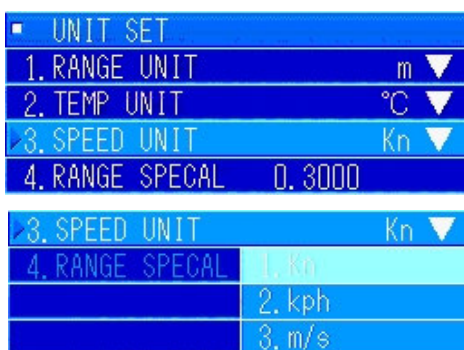 UNIT SET
1.RANGE UNIT m
2.TEMP UNIT ℃
3.SPEED UNIT Kn
4.RANGE SPECAL 0.3000
3.SPEED UNIT Kn
4.RANGE SPECAL 1.Kn
2.kph
3.m/s